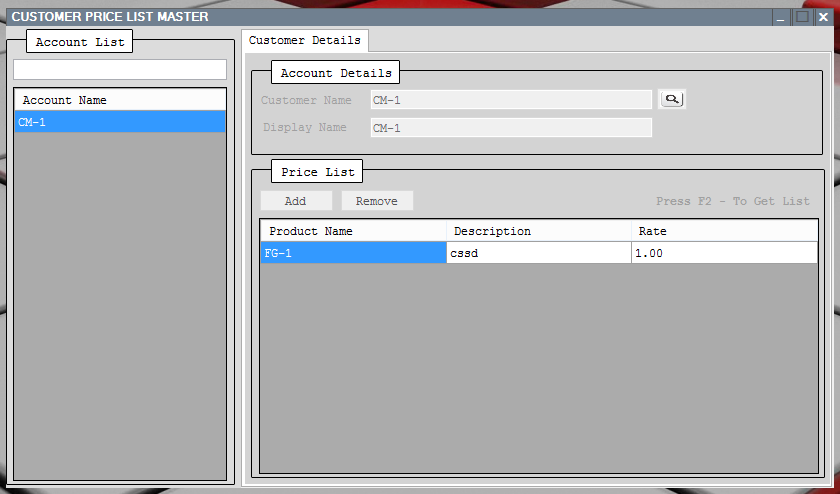 CUSTOMER PRICE LIST MASTER
Account List
Account Name
CM-1
Customer Details
Account Details
Customer Name CM-1
Display Name CM-1
Price List
Add Remove Press F2 - To Get List
Product Name Description Rate
FG-1 cssd 1.00